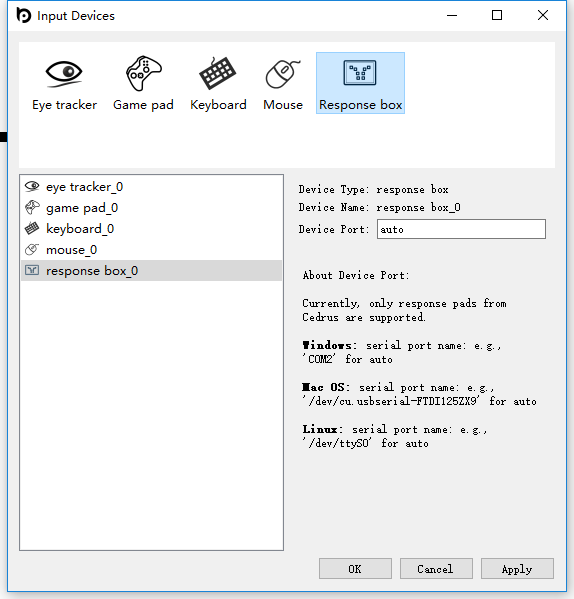 Input Devices
Eye tracker
Game pad
Keyboard
Mouse
Response box
eye tracker_0
game pad_0
keyboard_0
mouse_0
response box_0
Device Type: response box
Device Name: response box_0
Device Port: auto
About Device Port:
Currently, only response pads from
Cedrus are supported.
Windows: serial port name: e.g.,
'COM2' for auto
Mac OS: serial port name: e.g.,
'/dev/cu.usbserial-FTDI125ZX9' for auto
Linux: serial port name: e.g.,
'/dev/ttyS0' for auto
OK
Cancel
Apply